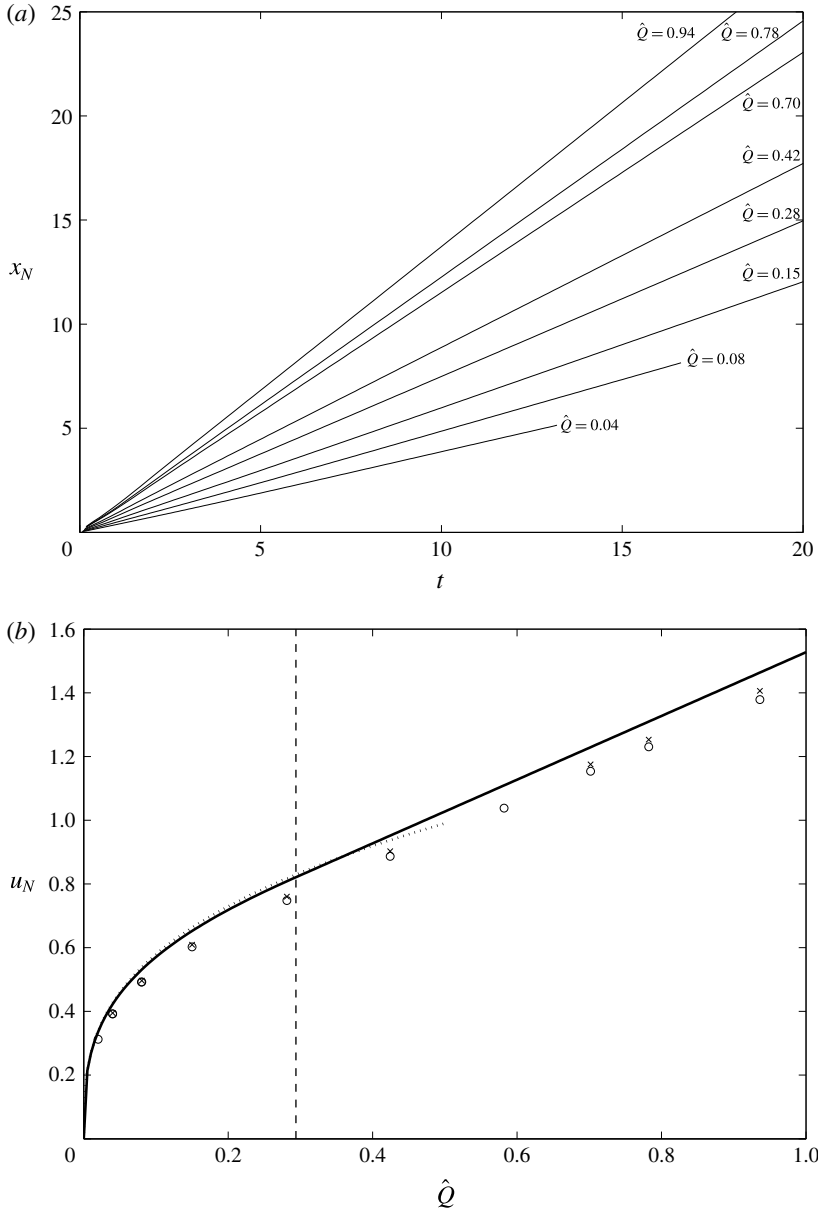 (a)
25
20
15
10
5
0
5
10
15
20
x_N
t
Q̂ = 0.94
Q̂ = 0.78
Q̂ = 0.70
Q̂ = 0.42
Q̂ = 0.28
Q̂ = 0.15
Q̂ = 0.08
Q̂ = 0.04
(b)
1.6
1.4
1.2
1.0
0.8
0.6
0.4
0.2
0
0.2
0.4
0.6
0.8
1.0
u_N
Q̂